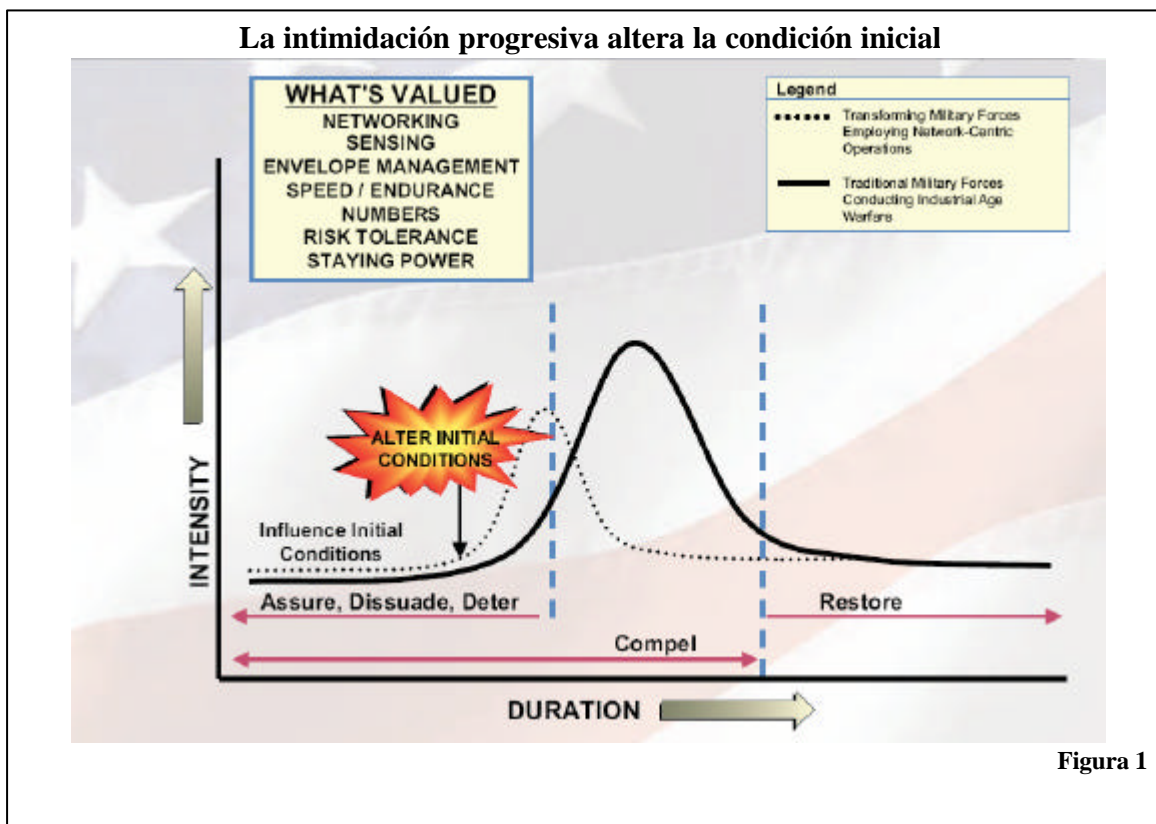 La intimidación progresiva altera la condición inicial
WHAT'S VALUED
NETWORKING
SENSING
ENVELOPE MANAGEMENT
SPEED / ENDURANCE
NUMBERS
RISK TOLERANCE
STAYING POWER
Legend
Transforming Military Forces
Employing Network-Centric
Operations
Traditional Military Forces
Conducting Industrial Age
Warfare
ALTER INITIAL
CONDITIONS
INTENSITY
Influence Initial
Conditions
Assure, Dissuade, Deter
Restore
Compel
DURATION
Figura 1